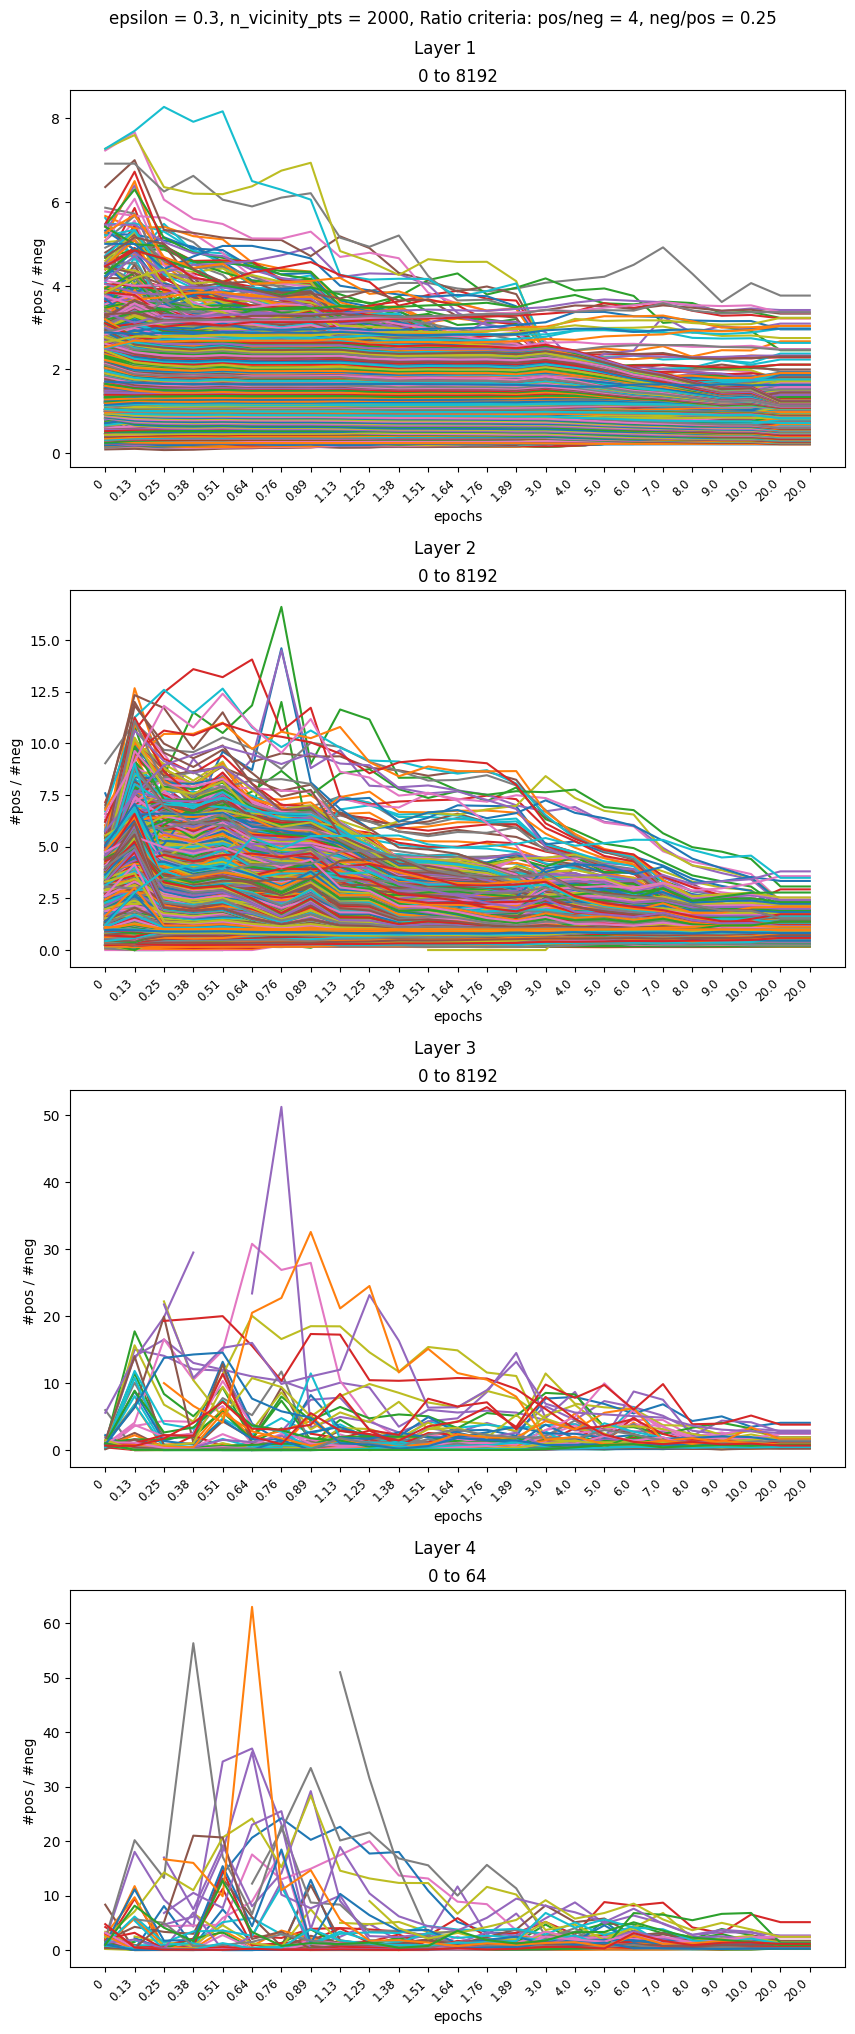 epsilon = 0.3, n_vicinity_pts = 2000, Ratio criteria: pos/neg = 4, neg/pos = 0.25
Layer 1
0 to 8192
8
6
4
2
0
#pos / #neg
0 0.13 0.25 0.38 0.51 0.64 0.76 0.89 1.13 1.25 1.38 1.51 1.64 1.76 1.89 3.0 4.0 5.0 6.0 7.0 8.0 9.0 10.0 20.0 20.0
epochs
Layer 2
0 to 8192
15.0
12.5
10.0
7.5
5.0
2.5
0.0
#pos / #neg
0 0.13 0.25 0.38 0.51 0.64 0.76 0.89 1.13 1.25 1.38 1.51 1.64 1.76 1.89 3.0 4.0 5.0 6.0 7.0 8.0 9.0 10.0 20.0 20.0
epochs
Layer 3
0 to 8192
50
40
30
20
10
0
#pos / #neg
0 0.13 0.25 0.38 0.51 0.64 0.76 0.89 1.13 1.25 1.38 1.51 1.64 1.76 1.89 3.0 4.0 5.0 6.0 7.0 8.0 9.0 10.0 20.0 20.0
epochs
Layer 4
0 to 64
60
50
40
30
20
10
0
#pos / #neg
0 0.13 0.25 0.38 0.51 0.64 0.76 0.89 1.13 1.25 1.38 1.51 1.64 1.76 1.89 3.0 4.0 5.0 6.0 7.0 8.0 9.0 10.0 20.0 20.0
epochs